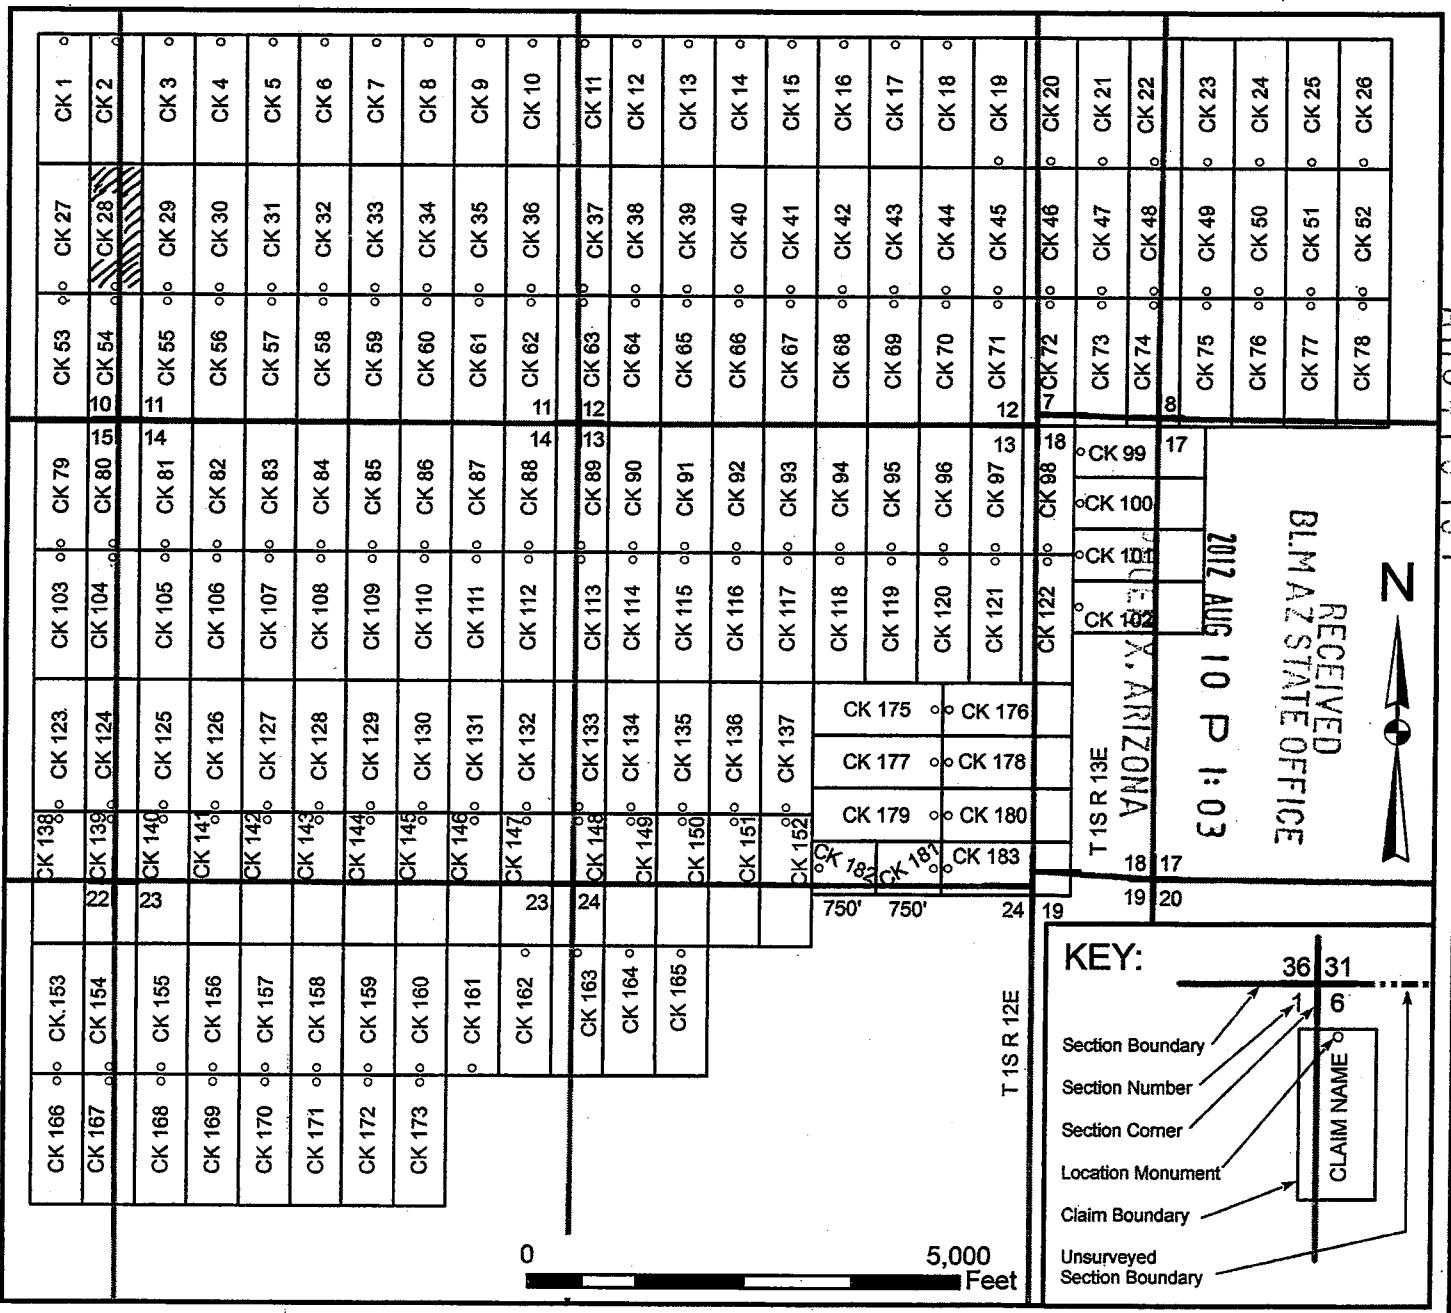 CK 1 CK 2 CK 3 CK 4 CK 5 CK 6 CK 7 CK 8 CK 9 CK 10 CK 11 CK 12 CK 13 CK 14 CK 15 CK 16 CK 17 CK 18 CK 19 CK 20 CK 21 CK 22 CK 23 CK 24 CK 25 CK 26
CK 27 CK 28 CK 29 CK 30 CK 31 CK 32 CK 33 CK 34 CK 35 CK 36 CK 37 CK 38 CK 39 CK 40 CK 41 CK 42 CK 43 CK 44 CK 45 CK 46 CK 47 CK 48 CK 49 CK 50 CK 51 CK 52
CK 53 CK 54 CK 55 CK 56 CK 57 CK 58 CK 59 CK 60 CK 61 CK 62 CK 63 CK 64 CK 65 CK 66 CK 67 CK 68 CK 69 CK 70 CK 71 CK 72 CK 73 CK 74 CK 75 CK 76 CK 77 CK 78
10 11 11 12 12 7 8
15 14 14 13 13 18 17
CK 79 CK 80 CK 81 CK 82 CK 83 CK 84 CK 85 CK 86 CK 87 CK 88 CK 89 CK 90 CK 91 CK 92 CK 93 CK 94 CK 95 CK 96 CK 97 CK 98
CK 99
CK 100
CK 101
CK 102
CK 103 CK 104 CK 105 CK 106 CK 107 CK 108 CK 109 CK 110 CK 111 CK 112 CK 113 CK 114 CK 115 CK 116 CK 117 CK 118 CK 119 CK 120 CK 121 CK 122
CK 123. CK 124 CK 125 CK 126 CK 127 CK 128 CK 129 CK 130 CK 131 CK 132 CK 133 CK 134 CK 135 CK 136 CK 137
CK 175 CK 176
CK 177 CK 178
CK 179 CK 180
CK 182 CK 181 CK 183
CK 138 CK 139 CK 140 CK 141 CK 142 CK 143 CK 144 CK 145 CK 146 CK 147 CK 148 CK 149 CK 150 CK 151 CK 152
18 17
22 23 23 24 750' 750' 24 19 19 20
CK.153 CK 154 CK 155 CK 156 CK 157 CK 158 CK 159 CK 160 CK 161 CK 162 CK 163 CK 164 CK 165
CK 166 CK 167 CK 168 CK 169 CK 170 CK 171 CK 172 CK 173
T 1S R 13E
T 1S R 12E
X, ARIZONA
2012 AUG 10 P 1:03
RECEIVED
BLM AZ STATE OFFICE
N
KEY:
36 31
1 6
Section Boundary
Section Number
Section Corner
Location Monument
Claim Boundary
Unsurveyed
Section Boundary
CLAIM NAME
0 5,000
Feet